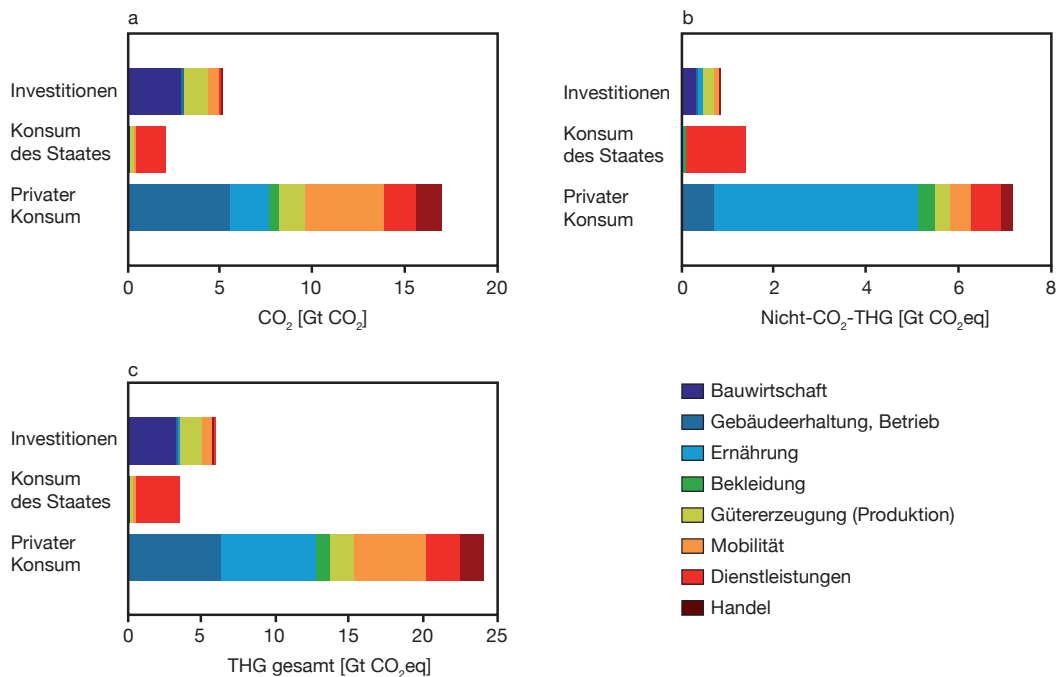 a
Investitionen
Konsum
des Staates
Privater
Konsum
0 5 10 15 20
CO₂ [Gt CO₂]
b
Investitionen
Konsum
des Staates
Privater
Konsum
0 2 4 6 8
Nicht-CO₂-THG [Gt CO₂eq]
c
Investitionen
Konsum
des Staates
Privater
Konsum
0 5 10 15 20 25
THG gesamt [Gt CO₂eq]
Bauwirtschaft
Gebäudeerhaltung, Betrieb
Ernährung
Bekleidung
Gütererzeugung (Produktion)
Mobilität
Dienstleistungen
Handel